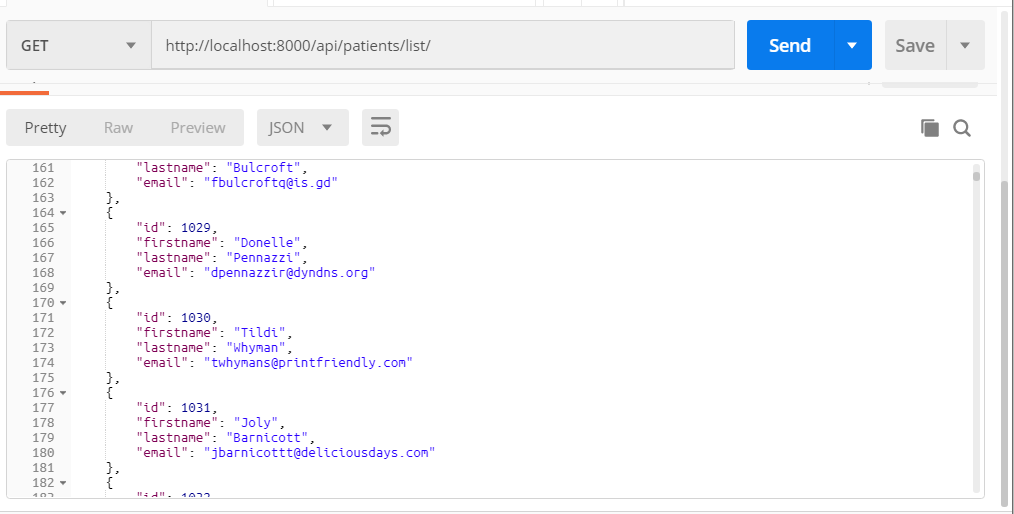 GET http://localhost:8000/api/patients/list/ Send Save
Pretty Raw Preview JSON
161 "lastname": "Bulcroft",
162 "email": "fbulcroftq@is.gd"
163 },
164 {
165 "id": 1029,
166 "firstname": "Donelle",
167 "lastname": "Pennazzi",
168 "email": "dpennazzir@dyndns.org"
169 },
170 {
171 "id": 1030,
172 "firstname": "Tildi",
173 "lastname": "Whyman",
174 "email": "twhymans@printfriendly.com"
175 },
176 {
177 "id": 1031,
178 "firstname": "Joly",
179 "lastname": "Barnicott",
180 "email": "jbarnicottt@deliciousdays.com"
181 },
182 {
183 "id": 1032